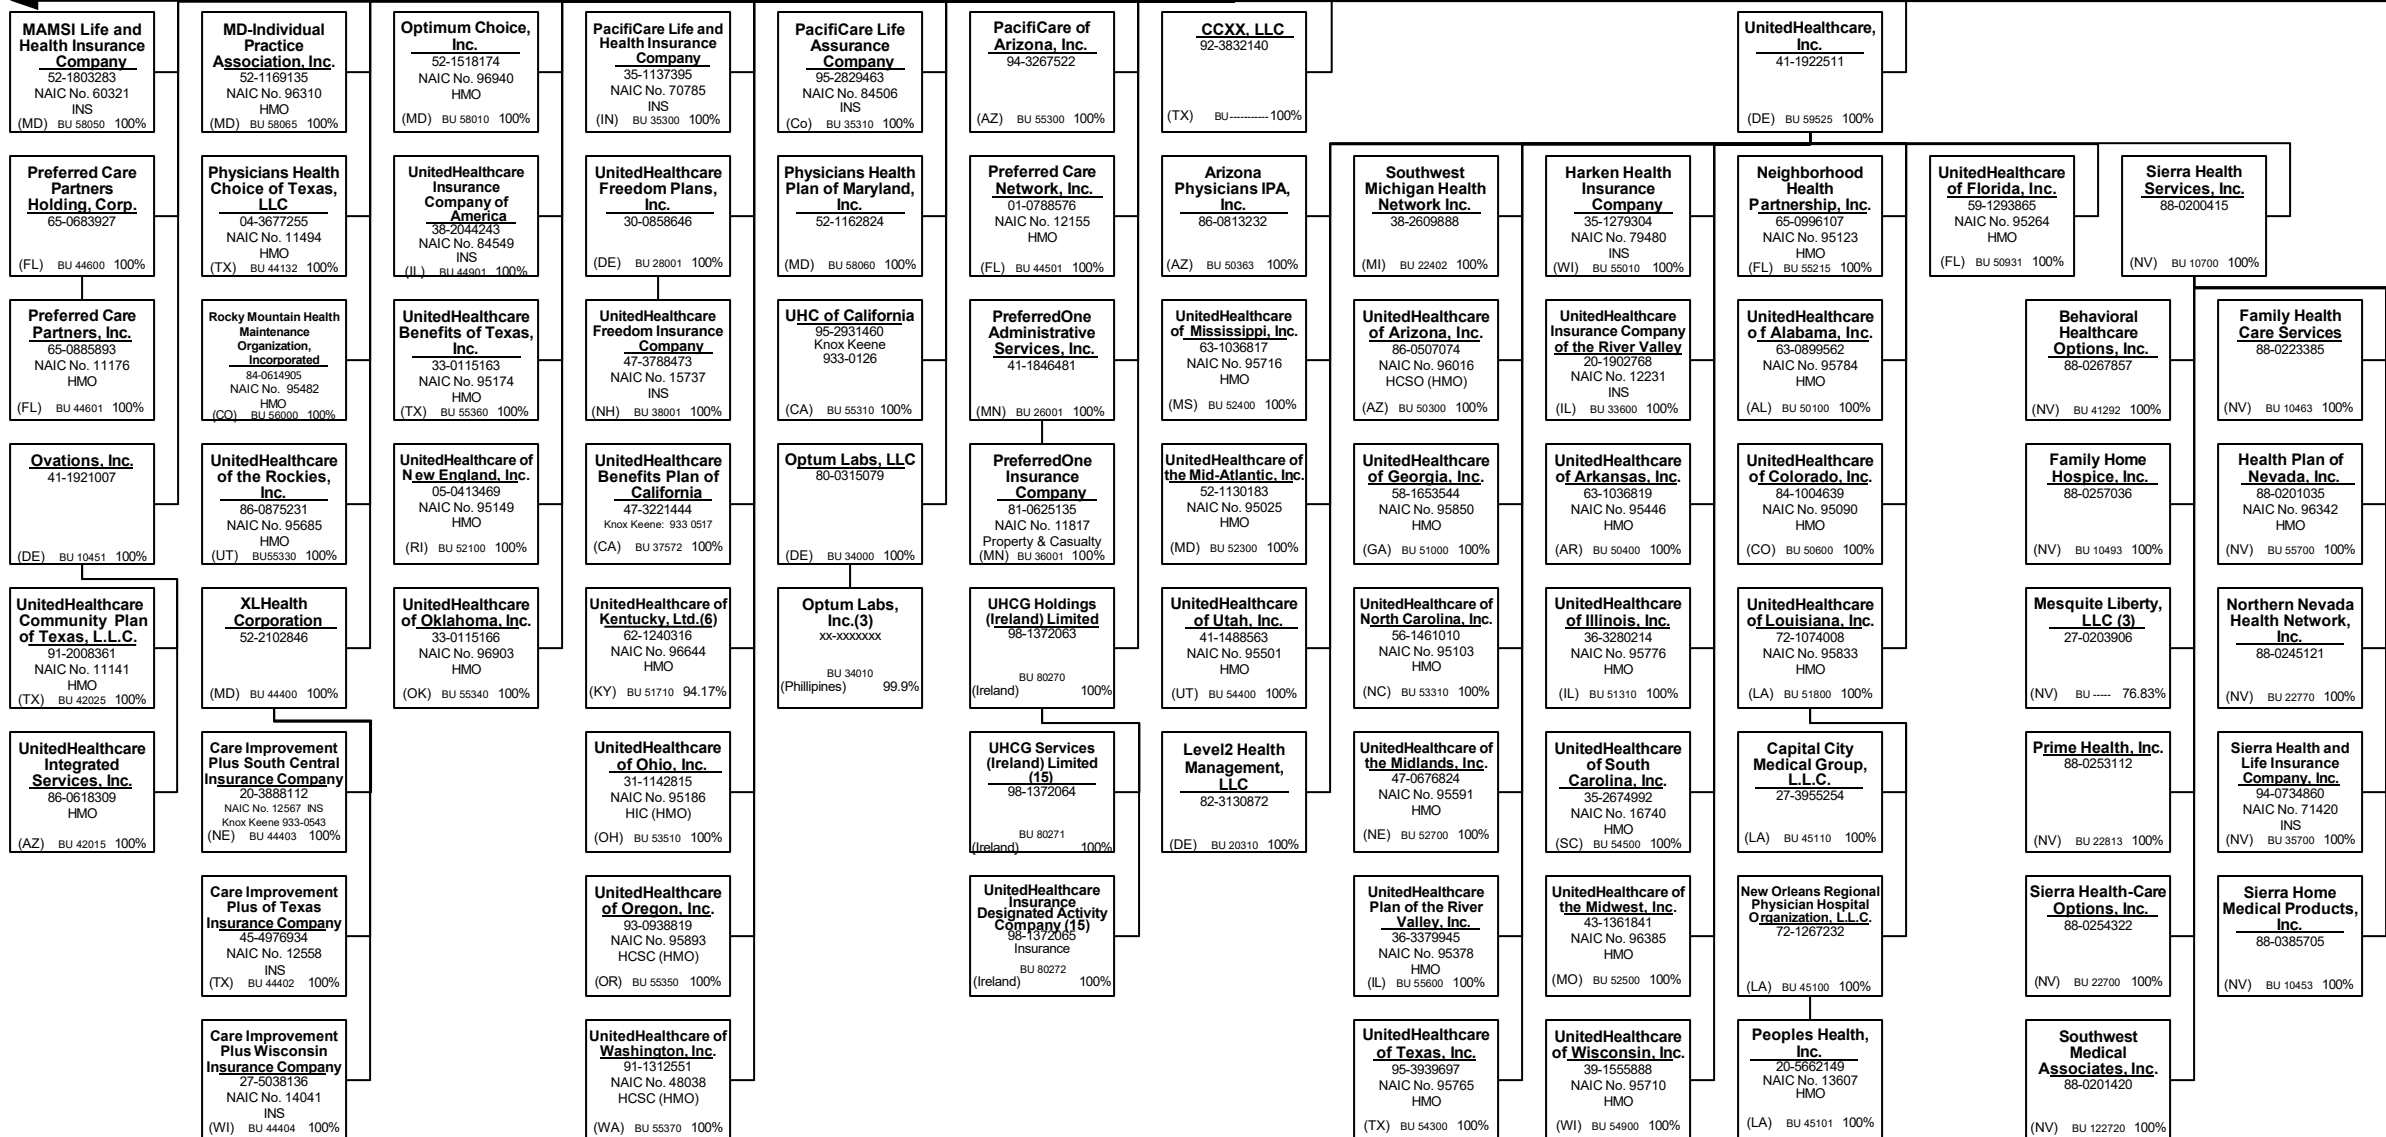 MAMSI Life and
Health Insurance
Company
52-1803283
NAIC No. 60321
INS
(MD) BU 58050 100%
MD-Individual
Practice
Association, Inc.
52-1169135
NAIC No. 96310
HMO
(MD) BU 58065 100%
Optimum Choice,
Inc.
52-1518174
NAIC No. 96940
HMO
(MD) BU 58010 100%
PacifiCare Life and
Health Insurance
Company
35-1137395
NAIC No. 70785
INS
(IN) BU 35300 100%
PacifiCare Life
Assurance
Company
95-2829463
NAIC No. 84506
INS
(Co) BU 35310 100%
PacifiCare of
Arizona, Inc.
94-3267522
(AZ) BU 55300 100%
CCXX, LLC
92-3832140
(TX) BU----------- 100%
UnitedHealthcare,
Inc.
41-1922511
(DE) BU 59525 100%
Preferred Care
Partners
Holding, Corp.
65-0683927
(FL) BU 44600 100%
Physicians Health
Choice of Texas,
LLC
04-3677255
NAIC No. 11494
HMO
(TX) BU 44132 100%
UnitedHealthcare
Insurance
Company of
America
38-2044243
NAIC No. 84549
INS
(IL) BU 44901 100%
UnitedHealthcare
Freedom Plans,
Inc.
30-0858646
(DE) BU 28001 100%
Physicians Health
Plan of Maryland,
Inc.
52-1162824
(MD) BU 58060 100%
Preferred Care
Network, Inc.
01-0788576
NAIC No. 12155
HMO
(FL) BU 44501 100%
Arizona
Physicians IPA,
Inc.
86-0813232
(AZ) BU 50363 100%
Southwest
Michigan Health
Network Inc.
38-2609888
(MI) BU 22402 100%
Harken Health
Insurance
Company
35-1279304
NAIC No. 79480
INS
(WI) BU 55010 100%
Neighborhood
Health
Partnership, Inc.
65-0996107
NAIC No. 95123
HMO
(FL) BU 55215 100%
UnitedHealthcare
of Florida, Inc.
59-1293865
NAIC No. 95264
HMO
(FL) BU 50931 100%
Sierra Health
Services, Inc.
88-0200415
(NV) BU 10700 100%
Preferred Care
Partners, Inc.
65-0885893
NAIC No. 11176
HMO
(FL) BU 44601 100%
Rocky Mountain Health
Maintenance
Organization,
Incorporated
84-0614905
NAIC No. 95482
HMO
(CO) BU 56000 100%
UnitedHealthcare
Benefits of Texas,
Inc.
33-0115163
NAIC No. 95174
HMO
(TX) BU 55360 100%
UnitedHealthcare
Freedom Insurance
Company
47-3788473
NAIC No. 15737
INS
(NH) BU 38001 100%
UHC of California
95-2931460
Knox Keene
933-0126
(CA) BU 55310 100%
PreferredOne
Administrative
Services, Inc.
41-1846481
(MN) BU 26001 100%
UnitedHealthcare
of Mississippi, Inc.
63-1036817
NAIC No. 95716
HMO
(MS) BU 52400 100%
UnitedHealthcare
of Arizona, Inc.
86-0507074
NAIC No. 96016
HCSO (HMO)
(AZ) BU 50300 100%
UnitedHealthcare
Insurance Company
of the River Valley
20-1902768
NAIC No. 12231
INS
(IL) BU 33600 100%
UnitedHealthcare
of Alabama, Inc.
63-0899562
NAIC No. 95784
HMO
(AL) BU 50100 100%
Behavioral
Healthcare
Options, Inc.
88-0267857
(NV) BU 41292 100%
Family Health
Care Services
88-0223385
(NV) BU 10463 100%
Ovations, Inc.
41-1921007
(DE) BU 10451 100%
UnitedHealthcare
of the Rockies,
Inc.
86-0875231
NAIC No. 95685
HMO
(UT) BU55330 100%
UnitedHealthcare of
New England, Inc.
05-0413469
NAIC No. 95149
HMO
(RI) BU 52100 100%
UnitedHealthcare
Benefits Plan of
California
47-3221444
Knox Keene: 933 0517
(CA) BU 37572 100%
Optum Labs, LLC
80-0315079
(DE) BU 34000 100%
PreferredOne
Insurance
Company
81-0625135
NAIC No. 11817
Property & Casualty
(MN) BU 36001 100%
UnitedHealthcare of
the Mid-Atlantic, Inc.
52-1130183
NAIC No. 95025
HMO
(MD) BU 52300 100%
UnitedHealthcare
of Georgia, Inc.
58-1653544
NAIC No. 95850
HMO
(GA) BU 51000 100%
UnitedHealthcare
of Arkansas, Inc.
63-1036819
NAIC No. 95446
HMO
(AR) BU 50400 100%
UnitedHealthcare
of Colorado, Inc.
84-1004639
NAIC No. 95090
HMO
(CO) BU 50600 100%
Family Home
Hospice, Inc.
88-0257036
(NV) BU 10493 100%
Health Plan of
Nevada, Inc.
88-0201035
NAIC No. 96342
HMO
(NV) BU 55700 100%
UnitedHealthcare
Community Plan
of Texas, L.L.C.
91-2008361
NAIC No. 11141
HMO
(TX) BU 42025 100%
XLHealth
Corporation
52-2102846
(MD) BU 44400 100%
UnitedHealthcare
of Oklahoma, Inc.
33-0115166
NAIC No. 96903
HMO
(OK) BU 55340 100%
UnitedHealthcare of
Kentucky, Ltd.(6)
62-1240316
NAIC No. 96644
HMO
(KY) BU 51710 94.17%
Optum Labs,
Inc.(3)
xx-xxxxxxx
BU 34010
(Phillipines) 99.9%
UHCG Holdings
(Ireland) Limited
98-1372063
BU 80270
(Ireland) 100%
UnitedHealthcare
of Utah, Inc.
41-1488563
NAIC No. 95501
HMO
(UT) BU 54400 100%
UnitedHealthcare of
North Carolina, Inc.
56-1461010
NAIC No. 95103
HMO
(NC) BU 53310 100%
UnitedHealthcare
of Illinois, Inc.
36-3280214
NAIC No. 95776
HMO
(IL) BU 51310 100%
UnitedHealthcare
of Louisiana, Inc.
72-1074008
NAIC No. 95833
HMO
(LA) BU 51800 100%
Mesquite Liberty,
LLC (3)
27-0203906
(NV) BU ----- 76.83%
Northern Nevada
Health Network,
Inc.
88-0245121
(NV) BU 22770 100%
UnitedHealthcare
Integrated
Services, Inc.
86-0618309
HMO
(AZ) BU 42015 100%
Care Improvement
Plus South Central
Insurance Company
20-3888112
NAIC No. 12567 INS
Knox Keene 933-0543
(NE) BU 44403 100%
UnitedHealthcare
of Ohio, Inc.
31-1142815
NAIC No. 95186
HIC (HMO)
(OH) BU 53510 100%
UHCG Services
(Ireland) Limited
(15)
98-1372064
BU 80271
(Ireland) 100%
Level2 Health
Management,
LLC
82-3130872
(DE) BU 20310 100%
UnitedHealthcare of
the Midlands, Inc.
47-0676824
NAIC No. 95591
HMO
(NE) BU 52700 100%
UnitedHealthcare
of South
Carolina, Inc.
35-2674992
NAIC No. 16740
HMO
(SC) BU 54500 100%
Capital City
Medical Group,
L.L.C.
27-3955254
(LA) BU 45110 100%
Prime Health, Inc.
88-0253112
(NV) BU 22813 100%
Sierra Health and
Life Insurance
Company, Inc.
94-0734860
NAIC No. 71420
INS
(NV) BU 35700 100%
Care Improvement
Plus of Texas
Insurance Company
45-4976934
NAIC No. 12558
INS
(TX) BU 44402 100%
UnitedHealthcare
of Oregon, Inc.
93-0938819
NAIC No. 95893
HCSC (HMO)
(OR) BU 55350 100%
UnitedHealthcare
Insurance
Designated Activity
Company (15)
98-1372065
Insurance
BU 80272
(Ireland) 100%
UnitedHealthcare
Plan of the River
Valley, Inc.
36-3379945
NAIC No. 95378
HMO
(IL) BU 55600 100%
UnitedHealthcare of
the Midwest, Inc.
43-1361841
NAIC No. 96385
HMO
(MO) BU 52500 100%
New Orleans Regional
Physician Hospital
Organization, L.L.C.
72-1267232
(LA) BU 45100 100%
Sierra Health-Care
Options, Inc.
88-0254322
(NV) BU 22700 100%
Sierra Home
Medical Products,
Inc.
88-0385705
(NV) BU 10453 100%
Care Improvement
Plus Wisconsin
Insurance Company
27-5038136
NAIC No. 14041
INS
(WI) BU 44404 100%
UnitedHealthcare of
Washington, Inc.
91-1312551
NAIC No. 48038
HCSC (HMO)
(WA) BU 55370 100%
UnitedHealthcare
of Texas, Inc.
95-3939697
NAIC No. 95765
HMO
(TX) BU 54300 100%
UnitedHealthcare
of Wisconsin, Inc.
39-1555888
NAIC No. 95710
HMO
(WI) BU 54900 100%
Peoples Health,
Inc.
20-5662149
NAIC No. 13607
HMO
(LA) BU 45101 100%
Southwest
Medical
Associates, Inc.
88-0201420
(NV) BU 122720 100%